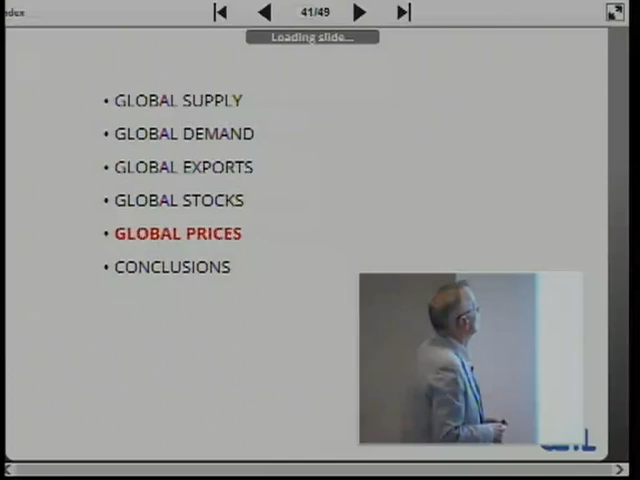 41/49
Loading slide...
• GLOBAL SUPPLY
• GLOBAL DEMAND
• GLOBAL EXPORTS
• GLOBAL STOCKS
• GLOBAL PRICES
• CONCLUSIONS